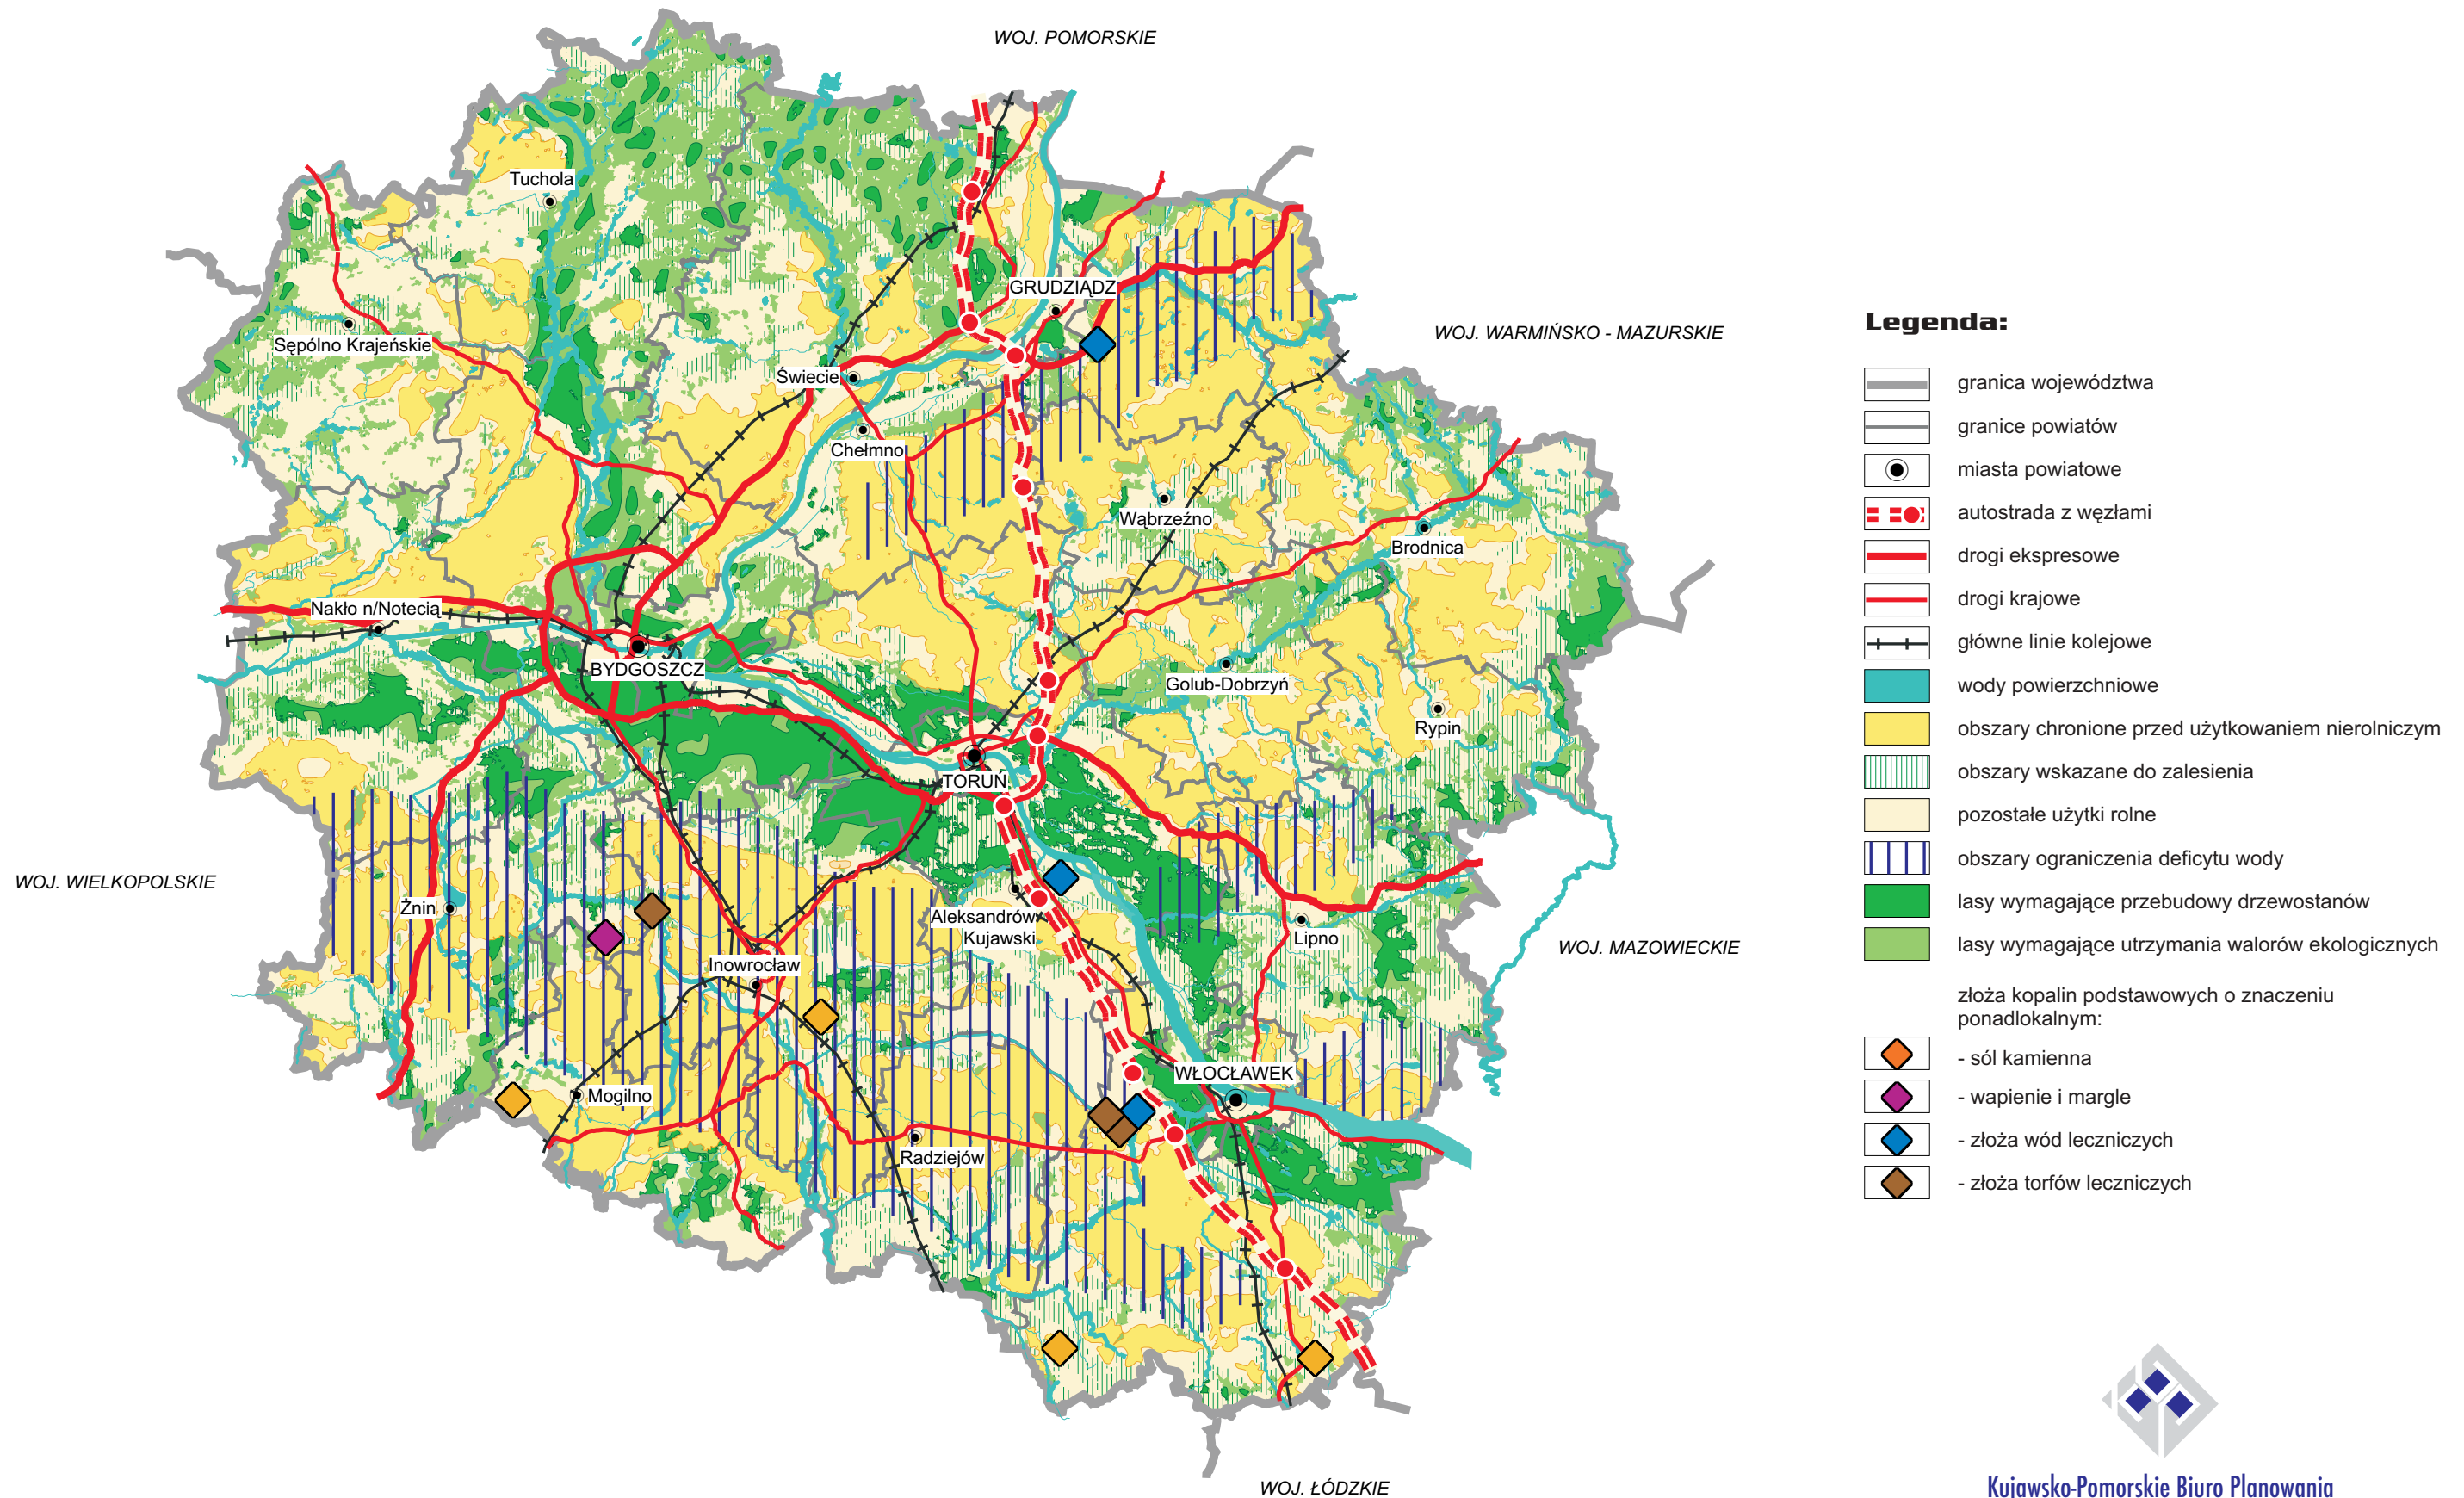 WOJ. POMORSKIE
Tuchola
GRUDZIĄDZ
WOJ. WARMIŃSKO - MAZURSKIE
Sępólno Krajeńskie
Świecie
Chełmno
Wąbrzeźno
Brodnica
Nakło n/Notecią
BYDGOSZCZ
Golub-Dobrzyń
Rypin
TORUŃ
WOJ. WIELKOPOLSKIE
Żnin
Aleksandrów
Kujawski
Lipno
WOJ. MAZOWIECKIE
Inowrocław
WŁOCŁAWEK
Mogilno
Radziejów
WOJ. ŁÓDZKIE
Legenda:
granica województwa
granice powiatów
miasta powiatowe
autostrada z węzłami
drogi ekspresowe
drogi krajowe
główne linie kolejowe
wody powierzchniowe
obszary chronione przed użytkowaniem nierolniczym
obszary wskazane do zalesienia
pozostałe użytki rolne
obszary ograniczenia deficytu wody
lasy wymagające przebudowy drzewostanów
lasy wymagające utrzymania walorów ekologicznych
złoża kopalin podstawowych o znaczeniu
ponadlokalnym:
- sól kamienna
- wapienie i margle
- złoża wód leczniczych
- złoża torfów leczniczych
Kujawsko-Pomorskie Biuro Planowania